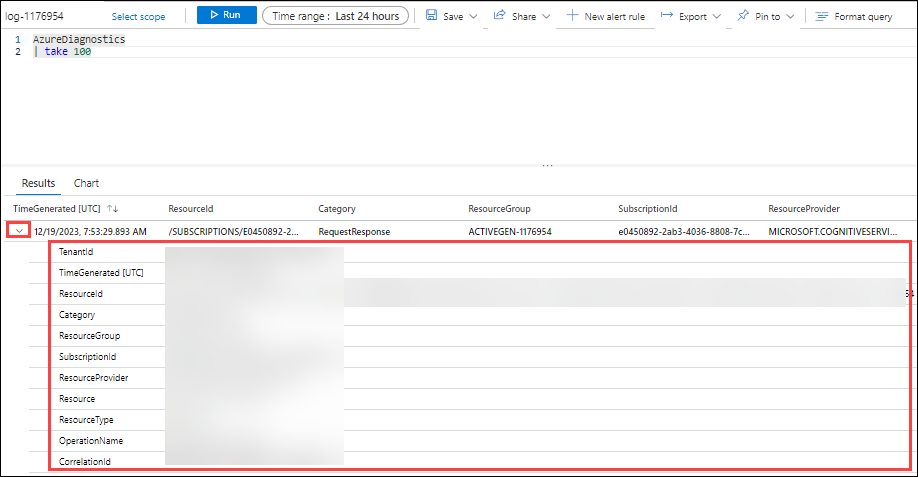 log-1176954 Select scope Run Time range : Last 24 hours Save Share New alert rule Export Pin to Format query
1 AzureDiagnostics
2 | take 100
...
Results Chart
TimeGenerated [UTC] ResourceId Category ResourceGroup SubscriptionId ResourceProvider
12/19/2023, 7:53:29.893 AM /SUBSCRIPTIONS/E0450892-2... RequestResponse ACTIVEGEN-1176954 e0450892-2ab3-4036-8808-7c... MICROSOFT.COGNITIVESERVI...
TenantId
TimeGenerated [UTC]
ResourceId
Category
ResourceGroup
SubscriptionId
ResourceProvider
Resource
ResourceType
OperationName
CorrelationId